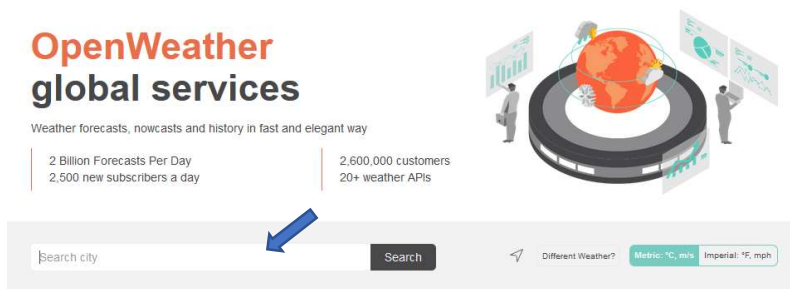 OpenWeather
global services
Weather forecasts, nowcasts and history in fast and elegant way
2 Billion Forecasts Per Day
2,500 new subscribers a day
2,600,000 customers
20+ weather APIs
Search city
Search
Different Weather?
Metric: °C, m/s
Imperial: °F, mph